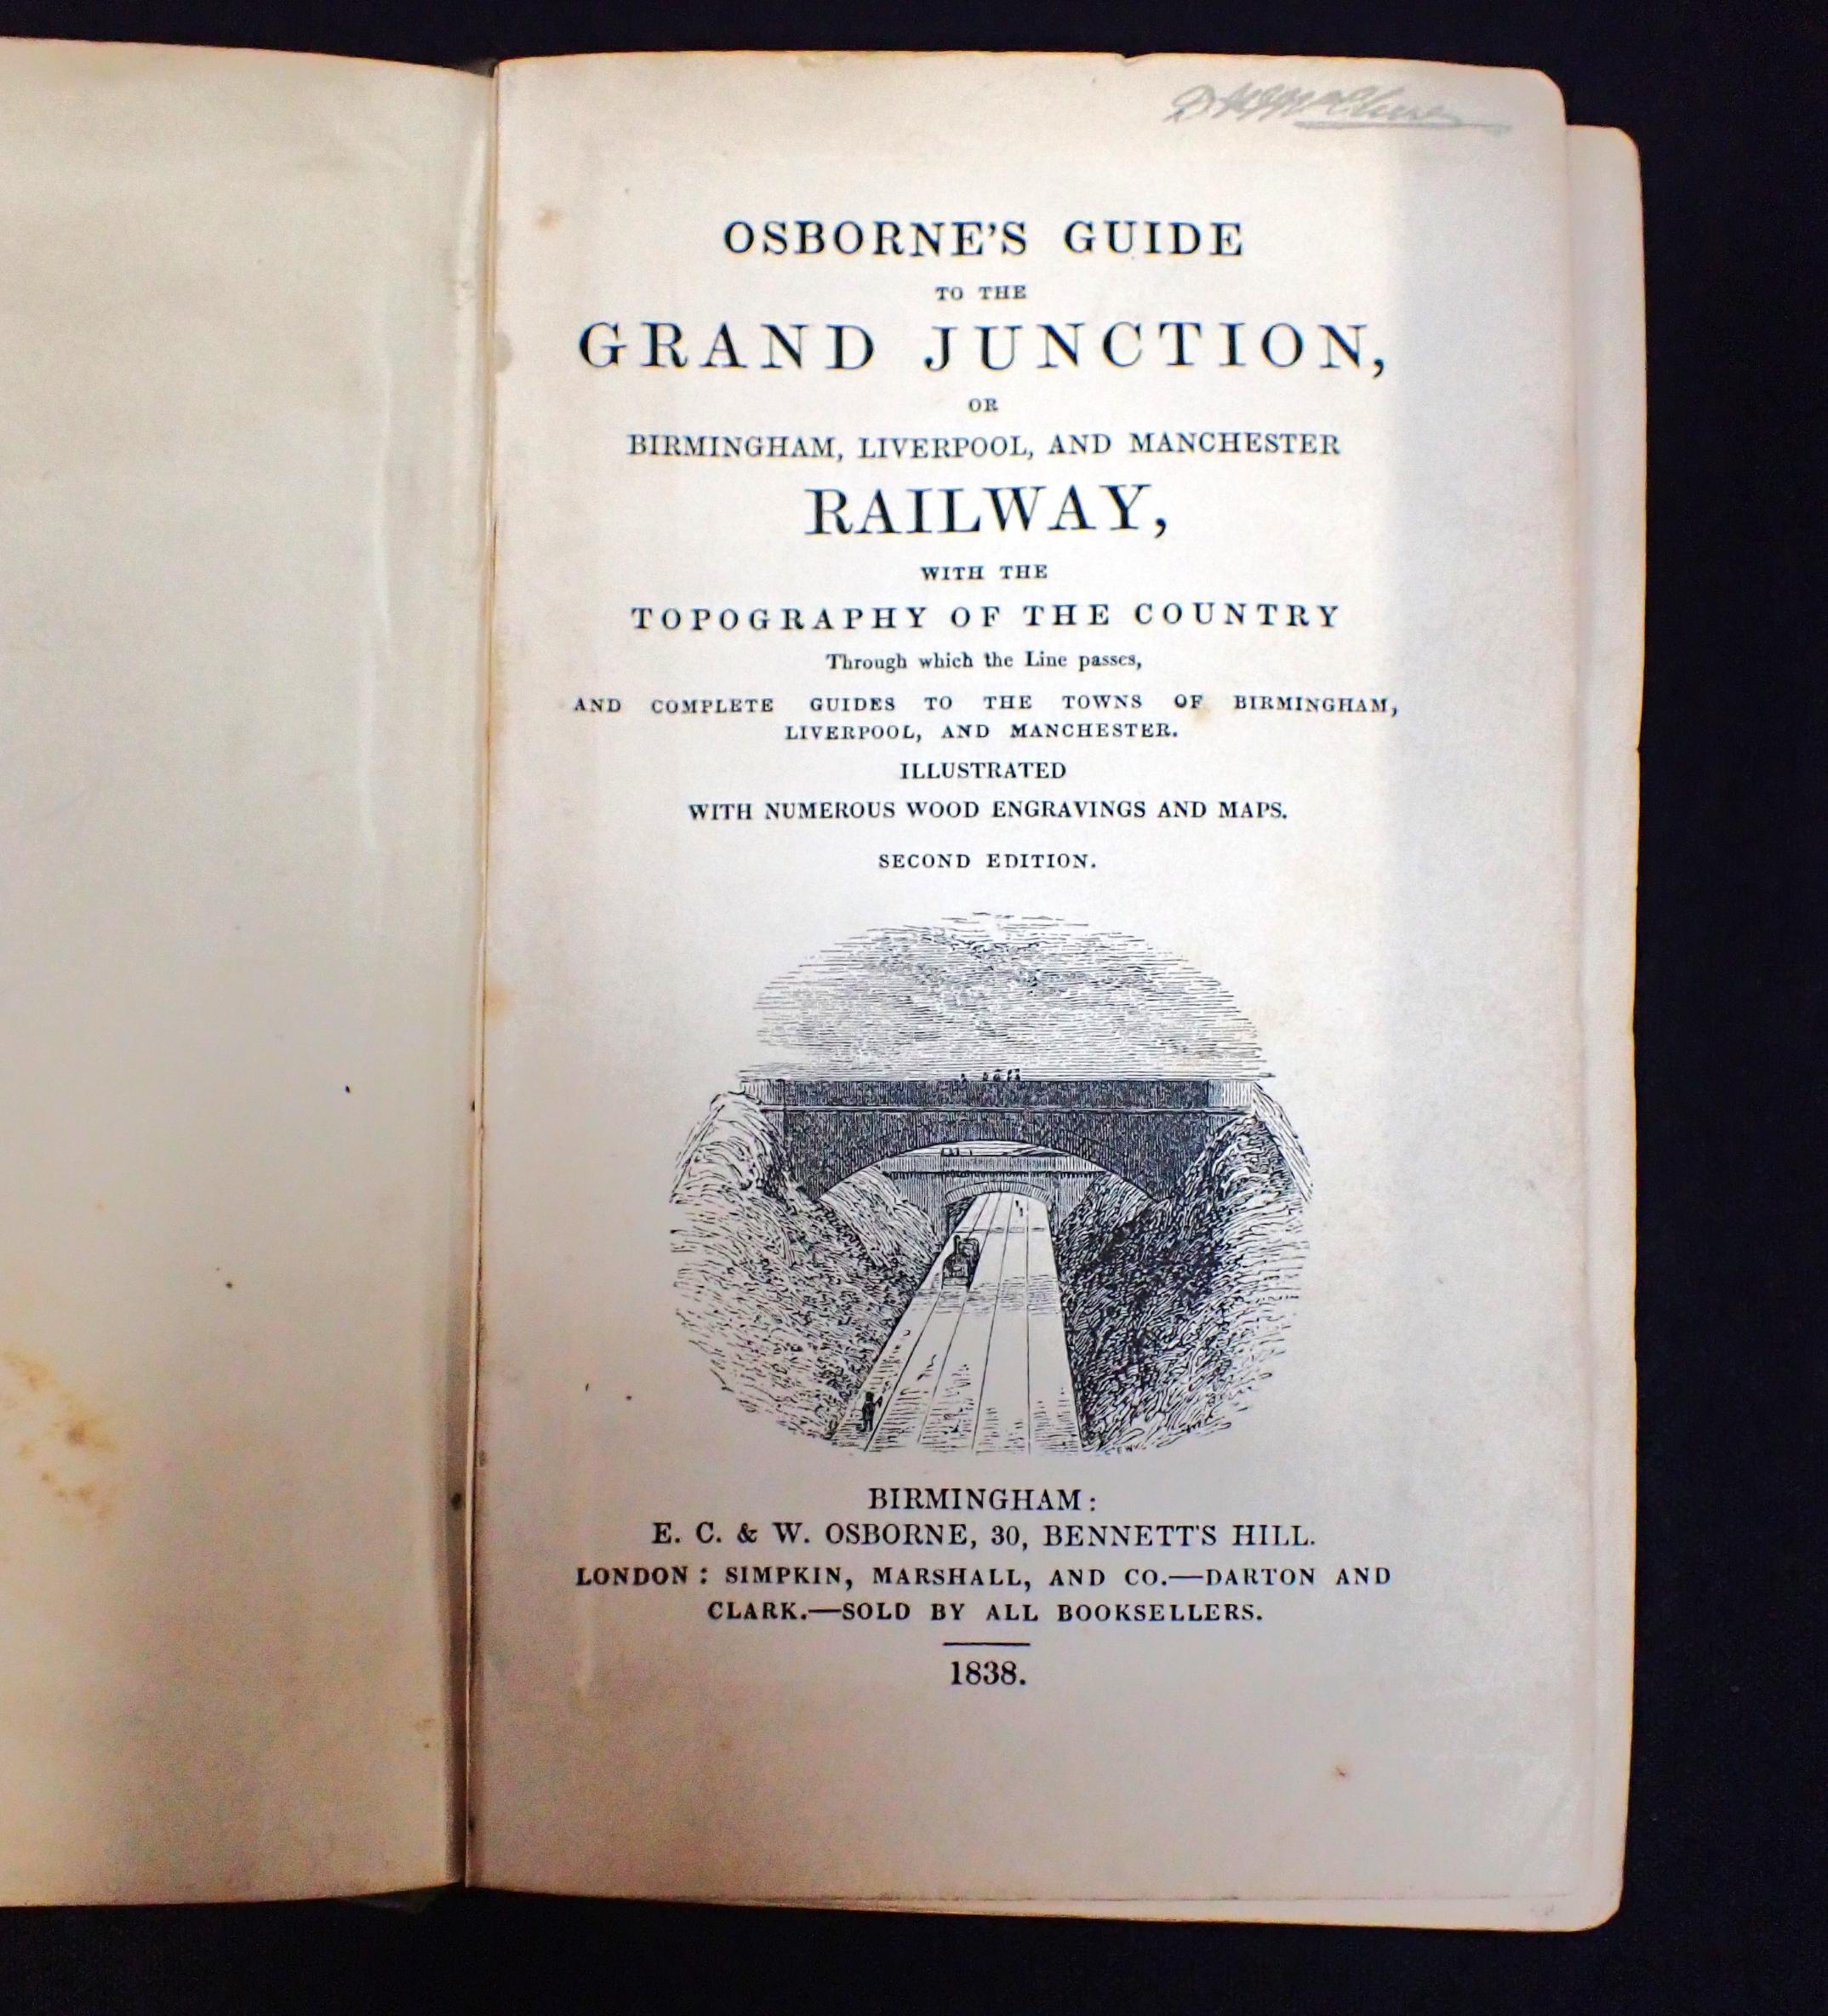 OSBORNE'S GUIDE
TO THE
GRAND JUNCTION,
OR
BIRMINGHAM, LIVERPOOL, AND MANCHESTER
RAILWAY,
WITH THE
TOPOGRAPHY OF THE COUNTRY
Through which the Line passes,
AND COMPLETE GUIDES TO THE TOWNS OF BIRMINGHAM,
LIVERPOOL, AND MANCHESTER.
ILLUSTRATED
WITH NUMEROUS WOOD ENGRAVINGS AND MAPS.
SECOND EDITION.
BIRMINGHAM:
E. C. & W. OSBORNE, 30, BENNETT'S HILL.
LONDON: SIMPKIN, MARSHALL, AND CO.—DARTON AND
CLARK.—SOLD BY ALL BOOKSELLERS.
1838.